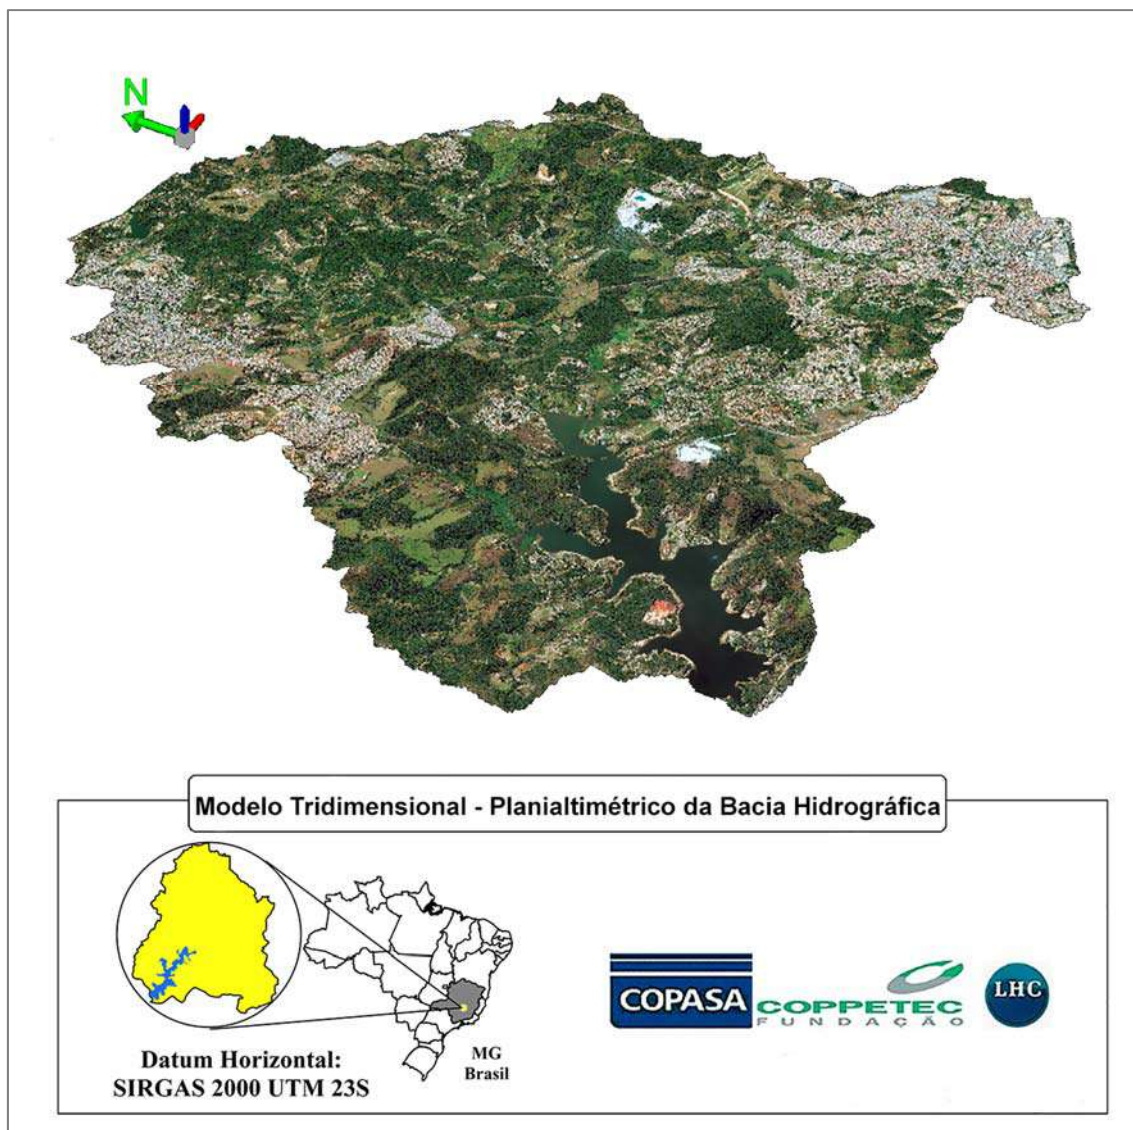 N
Modelo Tridimensional - Planialtimétrico da Bacia Hidrográfica
Datum Horizontal:
SIRGAS 2000 UTM 23S
MG
Brasil
COPASA
COPPETEC
FUNDAÇÃO
LHC